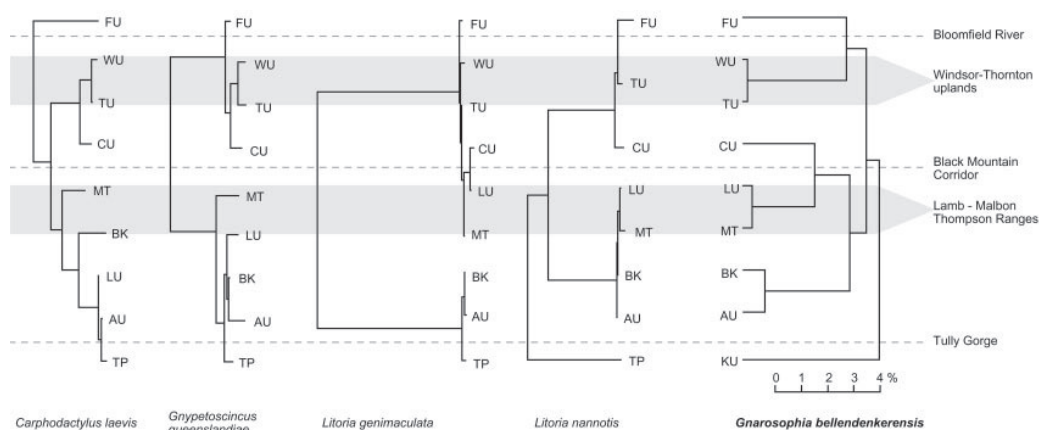 FU FU FU FU FU
Bloomfield River
WU WU WU WU
Windsor-Thornton
uplands
TU TU TU TU TU
CU CU CU CU CU
Black Mountain
Corridor
MT MT LU LU LU
Lamb - Malbon
Thompson Ranges
BK LU MT MT MT
LU BK BK BK BK
AU AU AU AU AU
Tully Gorge
TP TP TP TP KU
0 1 2 3 4 %
Carphodactylus laevis
Gnypetoscincus
queenslandiae
Litoria genimaculata
Litoria nannotis
Gnarosophia bellendenkerensis